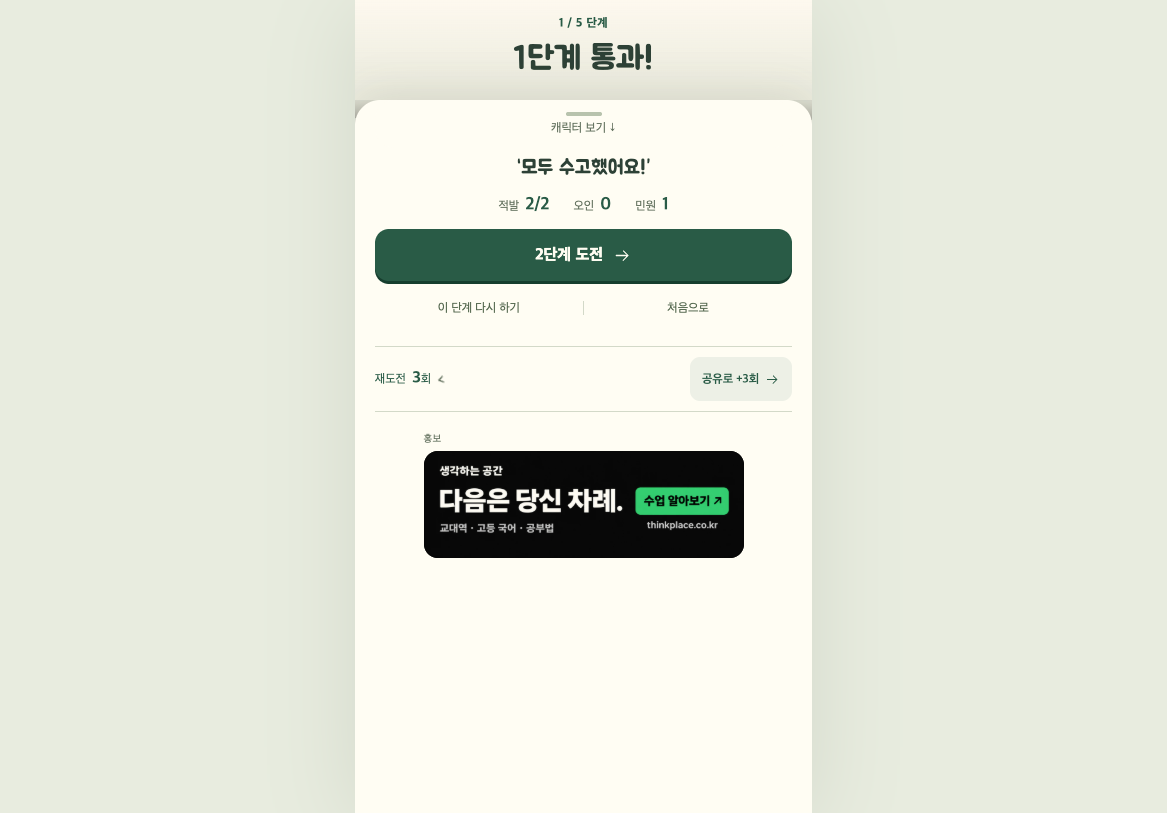 1 / 5 단계
1단계 통과!
캐릭터 보기 ↓
'모두 수고했어요!'
적발 2/2 오인 0 민원 1
2단계 도전 →
이 단계 다시 하기
처음으로
재도전 3회
공유로 +3회 →
홍보
생각하는 공간
다음은 당신 차례.
수업 알아보기 ↗
교대역 · 고등 국어 · 공부법
thinkplace.co.kr